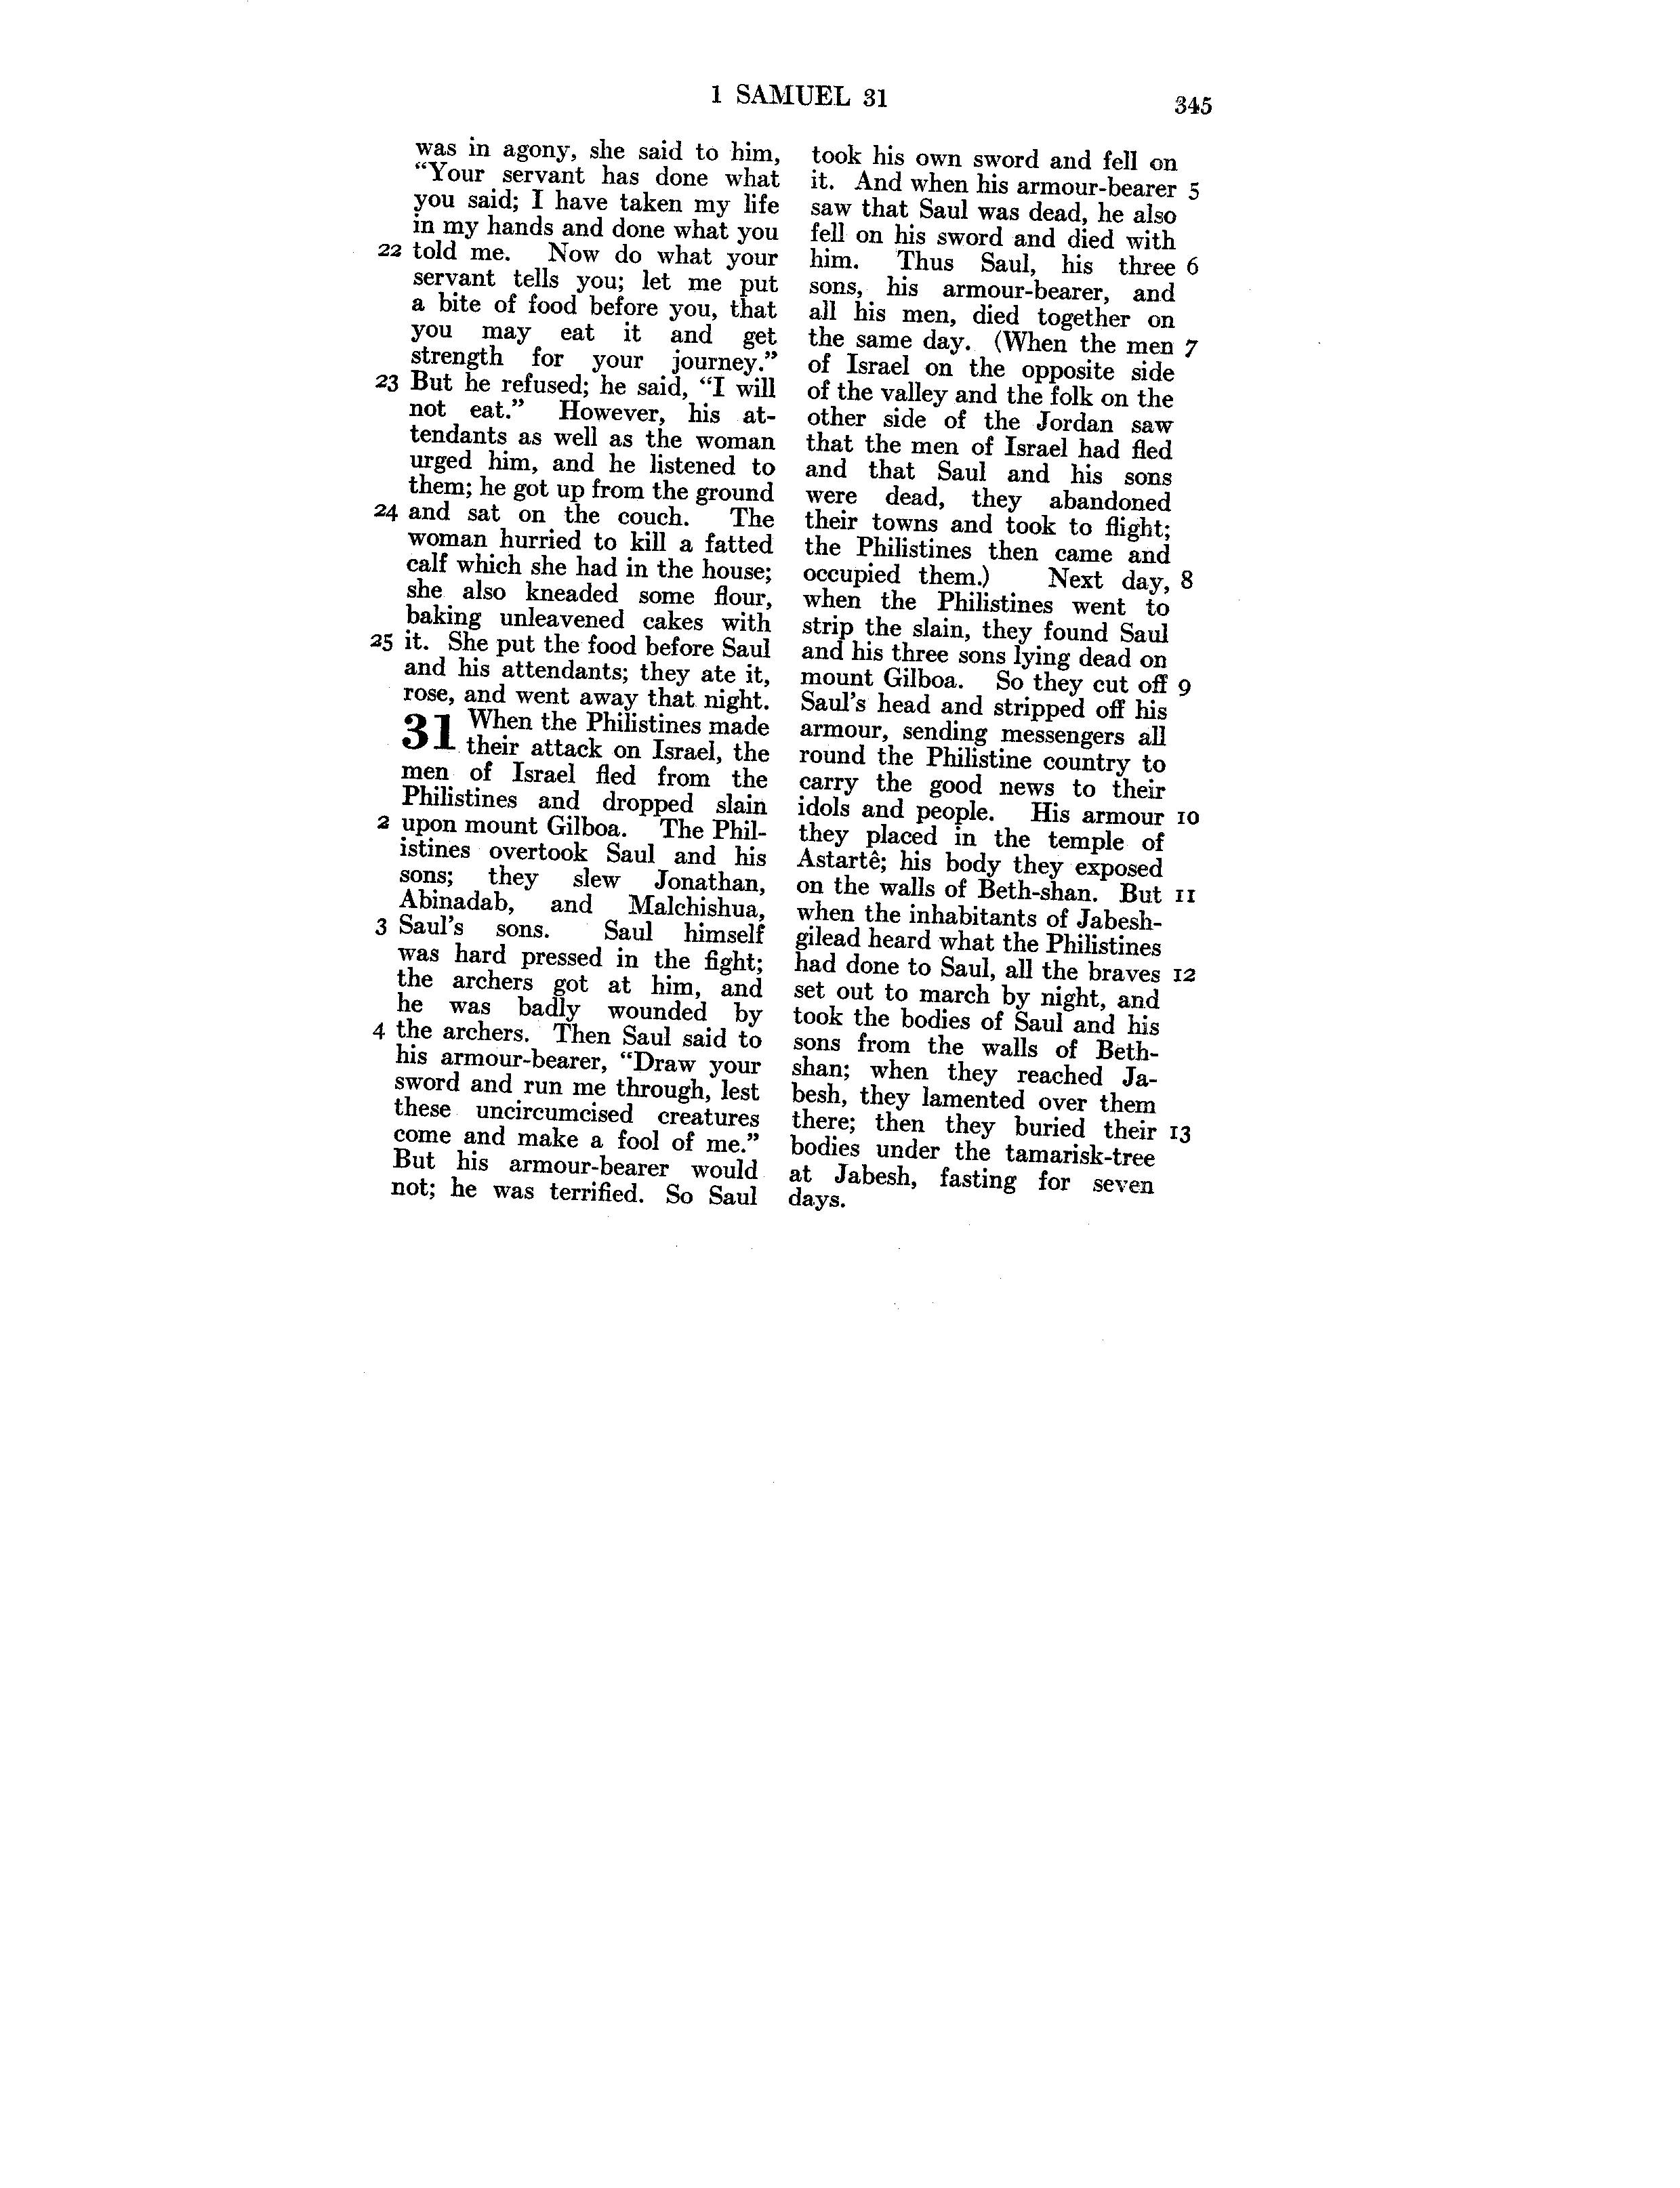 1 SAMUEL 31
345
was in agony, she said to him,
“Your servant has done what
you said; I have taken my life
in my hands and done what you
22 told me. Now do what your
servant tells you; let me put
a bite of food before you, that
you may eat it and get
strength for your journey.”
23 But he refused; he said, “I will
not eat.” However, his at-
tendants as well as the woman
urged him, and he listened to
them; he got up from the ground
24 and sat on the couch. The
woman hurried to kill a fatted
calf which she had in the house;
she also kneaded some flour,
baking unleavened cakes with
25 it. She put the food before Saul
and his attendants; they ate it,
rose, and went away that night.
31 When the Philistines made
their attack on Israel, the
men of Israel fled from the
Philistines and dropped slain
2 upon mount Gilboa. The Phil-
istines overtook Saul and his
sons; they slew Jonathan,
Abinadab, and Malchishua,
3 Saul’s sons. Saul himself
was hard pressed in the fight;
the archers got at him, and
he was badly wounded by
4 the archers. Then Saul said to
his armour-bearer, “Draw your
sword and run me through, lest
these uncircumcised creatures
come and make a fool of me.”
But his armour-bearer would
not; he was terrified. So Saul
took his own sword and fell on
it. And when his armour-bearer 5
saw that Saul was dead, he also
fell on his sword and died with
him. Thus Saul, his three 6
sons, his armour-bearer, and
all his men, died together on
the same day. (When the men 7
of Israel on the opposite side
of the valley and the folk on the
other side of the Jordan saw
that the men of Israel had fled
and that Saul and his sons
were dead, they abandoned
their towns and took to flight;
the Philistines then came and
occupied them.) Next day, 8
when the Philistines went to
strip the slain, they found Saul
and his three sons lying dead on
mount Gilboa. So they cut off 9
Saul’s head and stripped off his
armour, sending messengers all
round the Philistine country to
carry the good news to their
idols and people. His armour 10
they placed in the temple of
Astartê; his body they exposed
on the walls of Beth-shan. But 11
when the inhabitants of Jabesh-
gilead heard what the Philistines
had done to Saul, all the braves 12
set out to march by night, and
took the bodies of Saul and his
sons from the walls of Beth-
shan; when they reached Ja-
besh, they lamented over them
there; then they buried their 13
bodies under the tamarisk-tree
at Jabesh, fasting for seven
days.